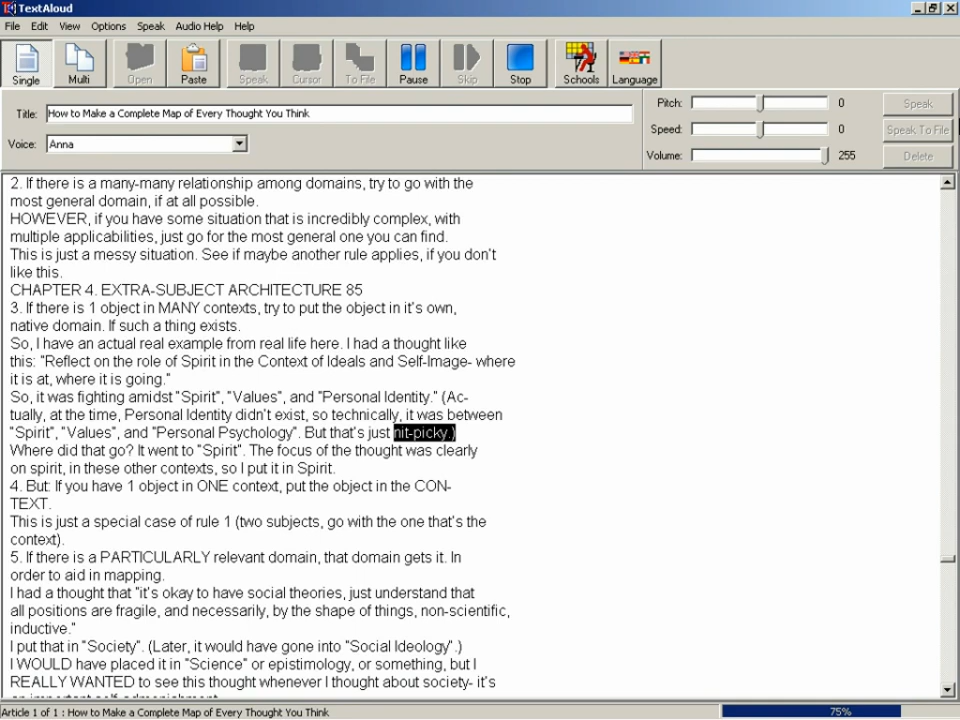 TextAloud
File Edit View Options Speak Audio Help Help
Single Multi Open Paste Speak Cursor To File Pause Skip Stop Schools Language
Title: How to Make a Complete Map of Every Thought You Think
Voice: Anna
Pitch: 0 Speak
Speed: 0 Speak To File
Volume: 255 Delete
2. If there is a many-many relationship among domains, try to go with the
most general domain, if at all possible.
HOWEVER, if you have some situation that is incredibly complex, with
multiple applicabilities, just go for the most general one you can find.
This is just a messy situation. See if maybe another rule applies, if you don't
like this.
CHAPTER 4. EXTRA-SUBJECT ARCHITECTURE 85
3. If there is 1 object in MANY contexts, try to put the object in it's own,
native domain. If such a thing exists.
So, I have an actual real example from real life here. I had a thought like
this: "Reflect on the role of Spirit in the Context of Ideals and Self-Image- where
it is at, where it is going."
So, it was fighting amidst "Spirit", "Values", and "Personal Identity." (Ac-
tually, at the time, Personal Identity didn't exist, so technically, it was between
"Spirit", "Values", and "Personal Psychology". But that's just nit-picky.)
Where did that go? It went to "Spirit". The focus of the thought was clearly
on spirit, in these other contexts, so I put it in Spirit.
4. But: If you have 1 object in ONE context, put the object in the CON-
TEXT.
This is just a special case of rule 1 (two subjects, go with the one that's the
context).
5. If there is a PARTICULARLY relevant domain, that domain gets it. In
order to aid in mapping.
I had a thought that "it's okay to have social theories, just understand that
all positions are fragile, and necessarily, by the shape of things, non-scientific,
inductive."
I put that in "Society". (Later, it would have gone into "Social Ideology".)
I WOULD have placed it in "Science" or epistimology, or something, but I
REALLY WANTED to see this thought whenever I thought about society- it's
an important self-admonishment.
Article 1 of 1 : How to Make a Complete Map of Every Thought You Think
75%